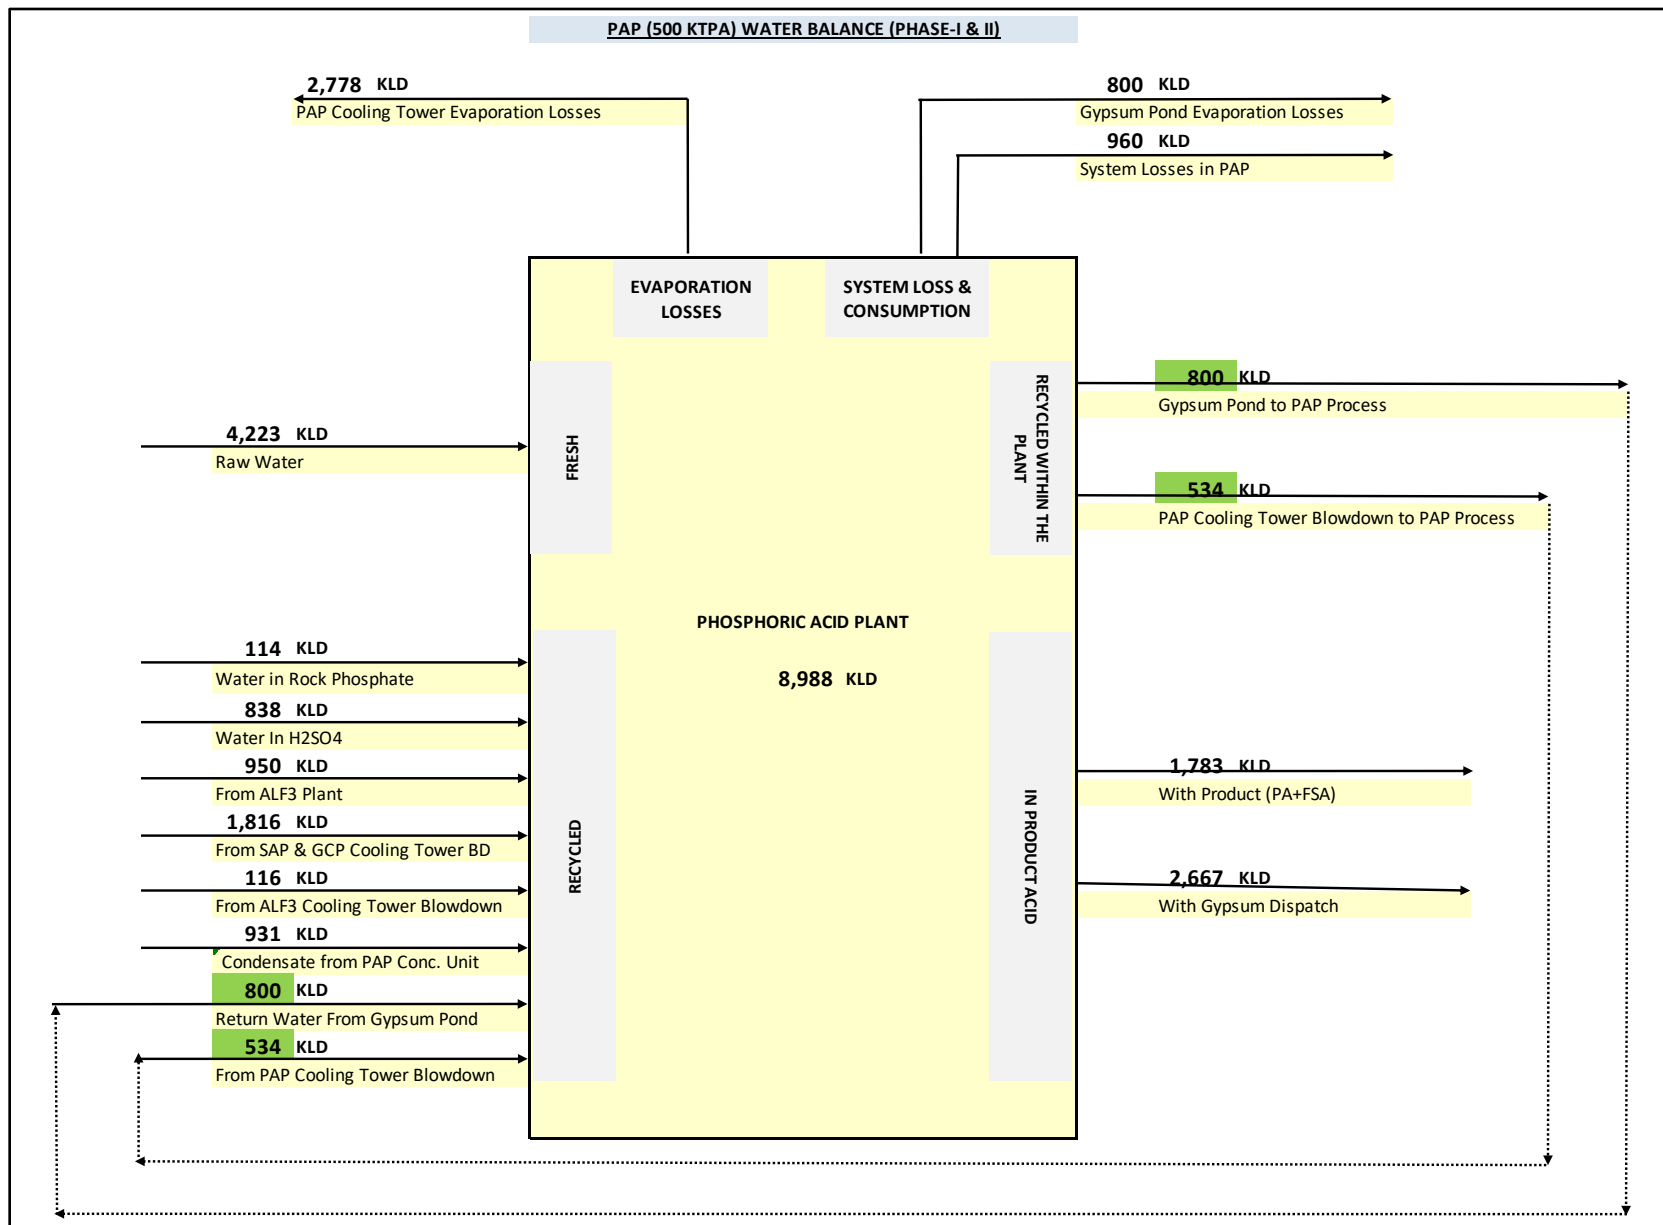 PAP (500 KTPA) WATER BALANCE (PHASE-I & II)
2,778 KLD
PAP Cooling Tower Evaporation Losses
800 KLD
Gypsum Pond Evaporation Losses
960 KLD
System Losses in PAP
EVAPORATION
LOSSES
SYSTEM LOSS &
CONSUMPTION
FRESH
RECYCLED WITHIN THE
PLANT
800 KLD
Gypsum Pond to PAP Process
4,223 KLD
Raw Water
534 KLD
PAP Cooling Tower Blowdown to PAP Process
PHOSPHORIC ACID PLANT
8,988 KLD
114 KLD
Water in Rock Phosphate
838 KLD
Water In H2SO4
950 KLD
From ALF3 Plant
1,816 KLD
From SAP & GCP Cooling Tower BD
116 KLD
From ALF3 Cooling Tower Blowdown
931 KLD
Condensate from PAP Conc. Unit
800 KLD
Return Water From Gypsum Pond
534 KLD
From PAP Cooling Tower Blowdown
RECYCLED
IN PRODUCT ACID
1,783 KLD
With Product (PA+FSA)
2,667 KLD
With Gypsum Dispatch